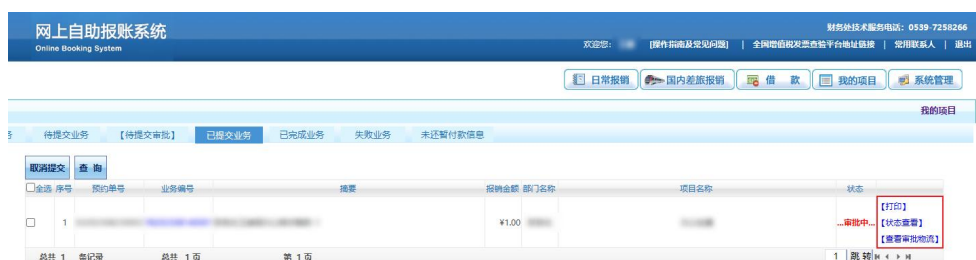 网上自助报账系统
Online Booking System
财务处技术服务电话：0539-7258266
欢迎您： [操作指南及常见问题] | 全国增值税发票查验平台地址链接 | 常用联系人 | 退出
日常报销 国内差旅报销 借 款 我的项目 系统管理
我的项目
待提交业务 【待提交审批】 已提交业务 已完成业务 失败业务 未还暂付款信息
取消提交 查 询
全选 序号 预约单号 业务编号 摘要 报销金额 部门名称 项目名称 状态
1 ¥1.00 ...审批中...
【打印】
【状态查看】
【查看审批物流】
总共 1 条记录 总共 1 页 第 1 页 1 跳 转